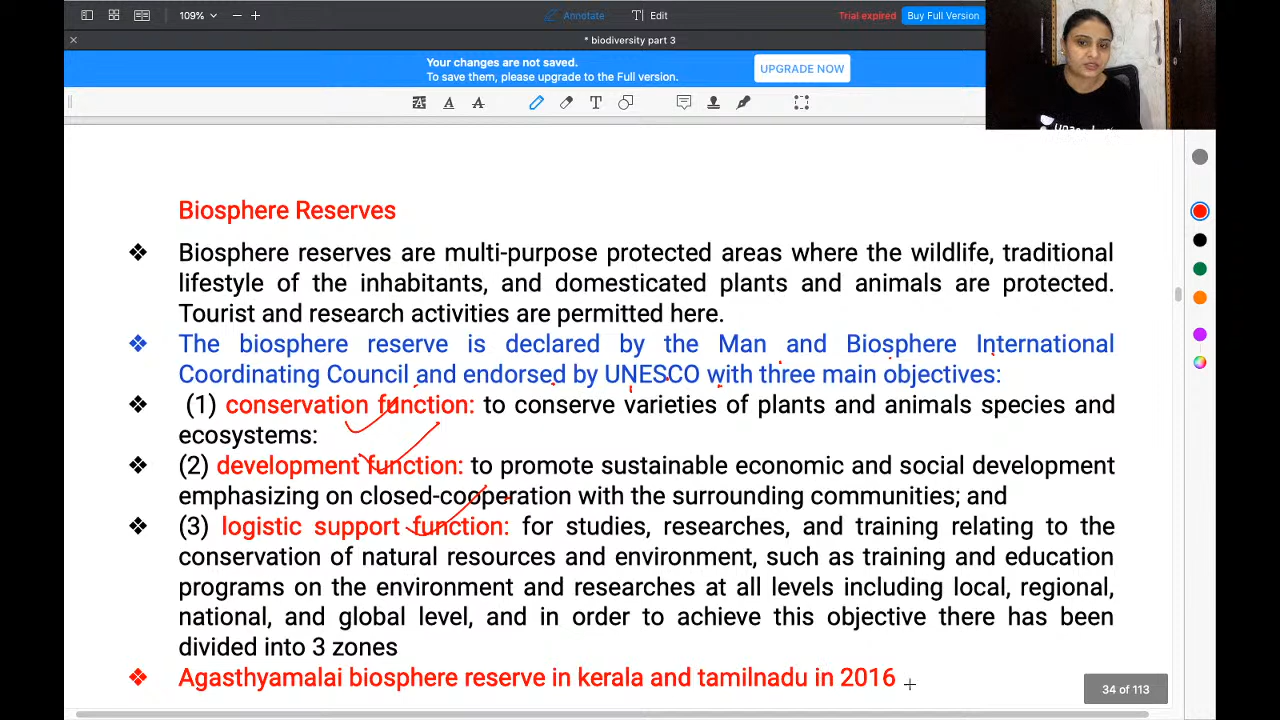 109%
Annotate
Edit
Trial expired
Buy Full Version
* biodiversity part 3
Your changes are not saved.
To save them, please upgrade to the Full version.
UPGRADE NOW
Biosphere Reserves
❖ Biosphere reserves are multi-purpose protected areas where the wildlife, traditional
lifestyle of the inhabitants, and domesticated plants and animals are protected.
Tourist and research activities are permitted here.
❖ The biosphere reserve is declared by the Man and Biosphere International
Coordinating Council and endorsed by UNESCO with three main objectives:
❖ (1) conservation function: to conserve varieties of plants and animals species and
ecosystems:
❖ (2) development function: to promote sustainable economic and social development
emphasizing on closed-cooperation with the surrounding communities; and
❖ (3) logistic support function: for studies, researches, and training relating to the
conservation of natural resources and environment, such as training and education
programs on the environment and researches at all levels including local, regional,
national, and global level, and in order to achieve this objective there has been
divided into 3 zones
❖ Agasthyamalai biosphere reserve in kerala and tamilnadu in 2016
34 of 113